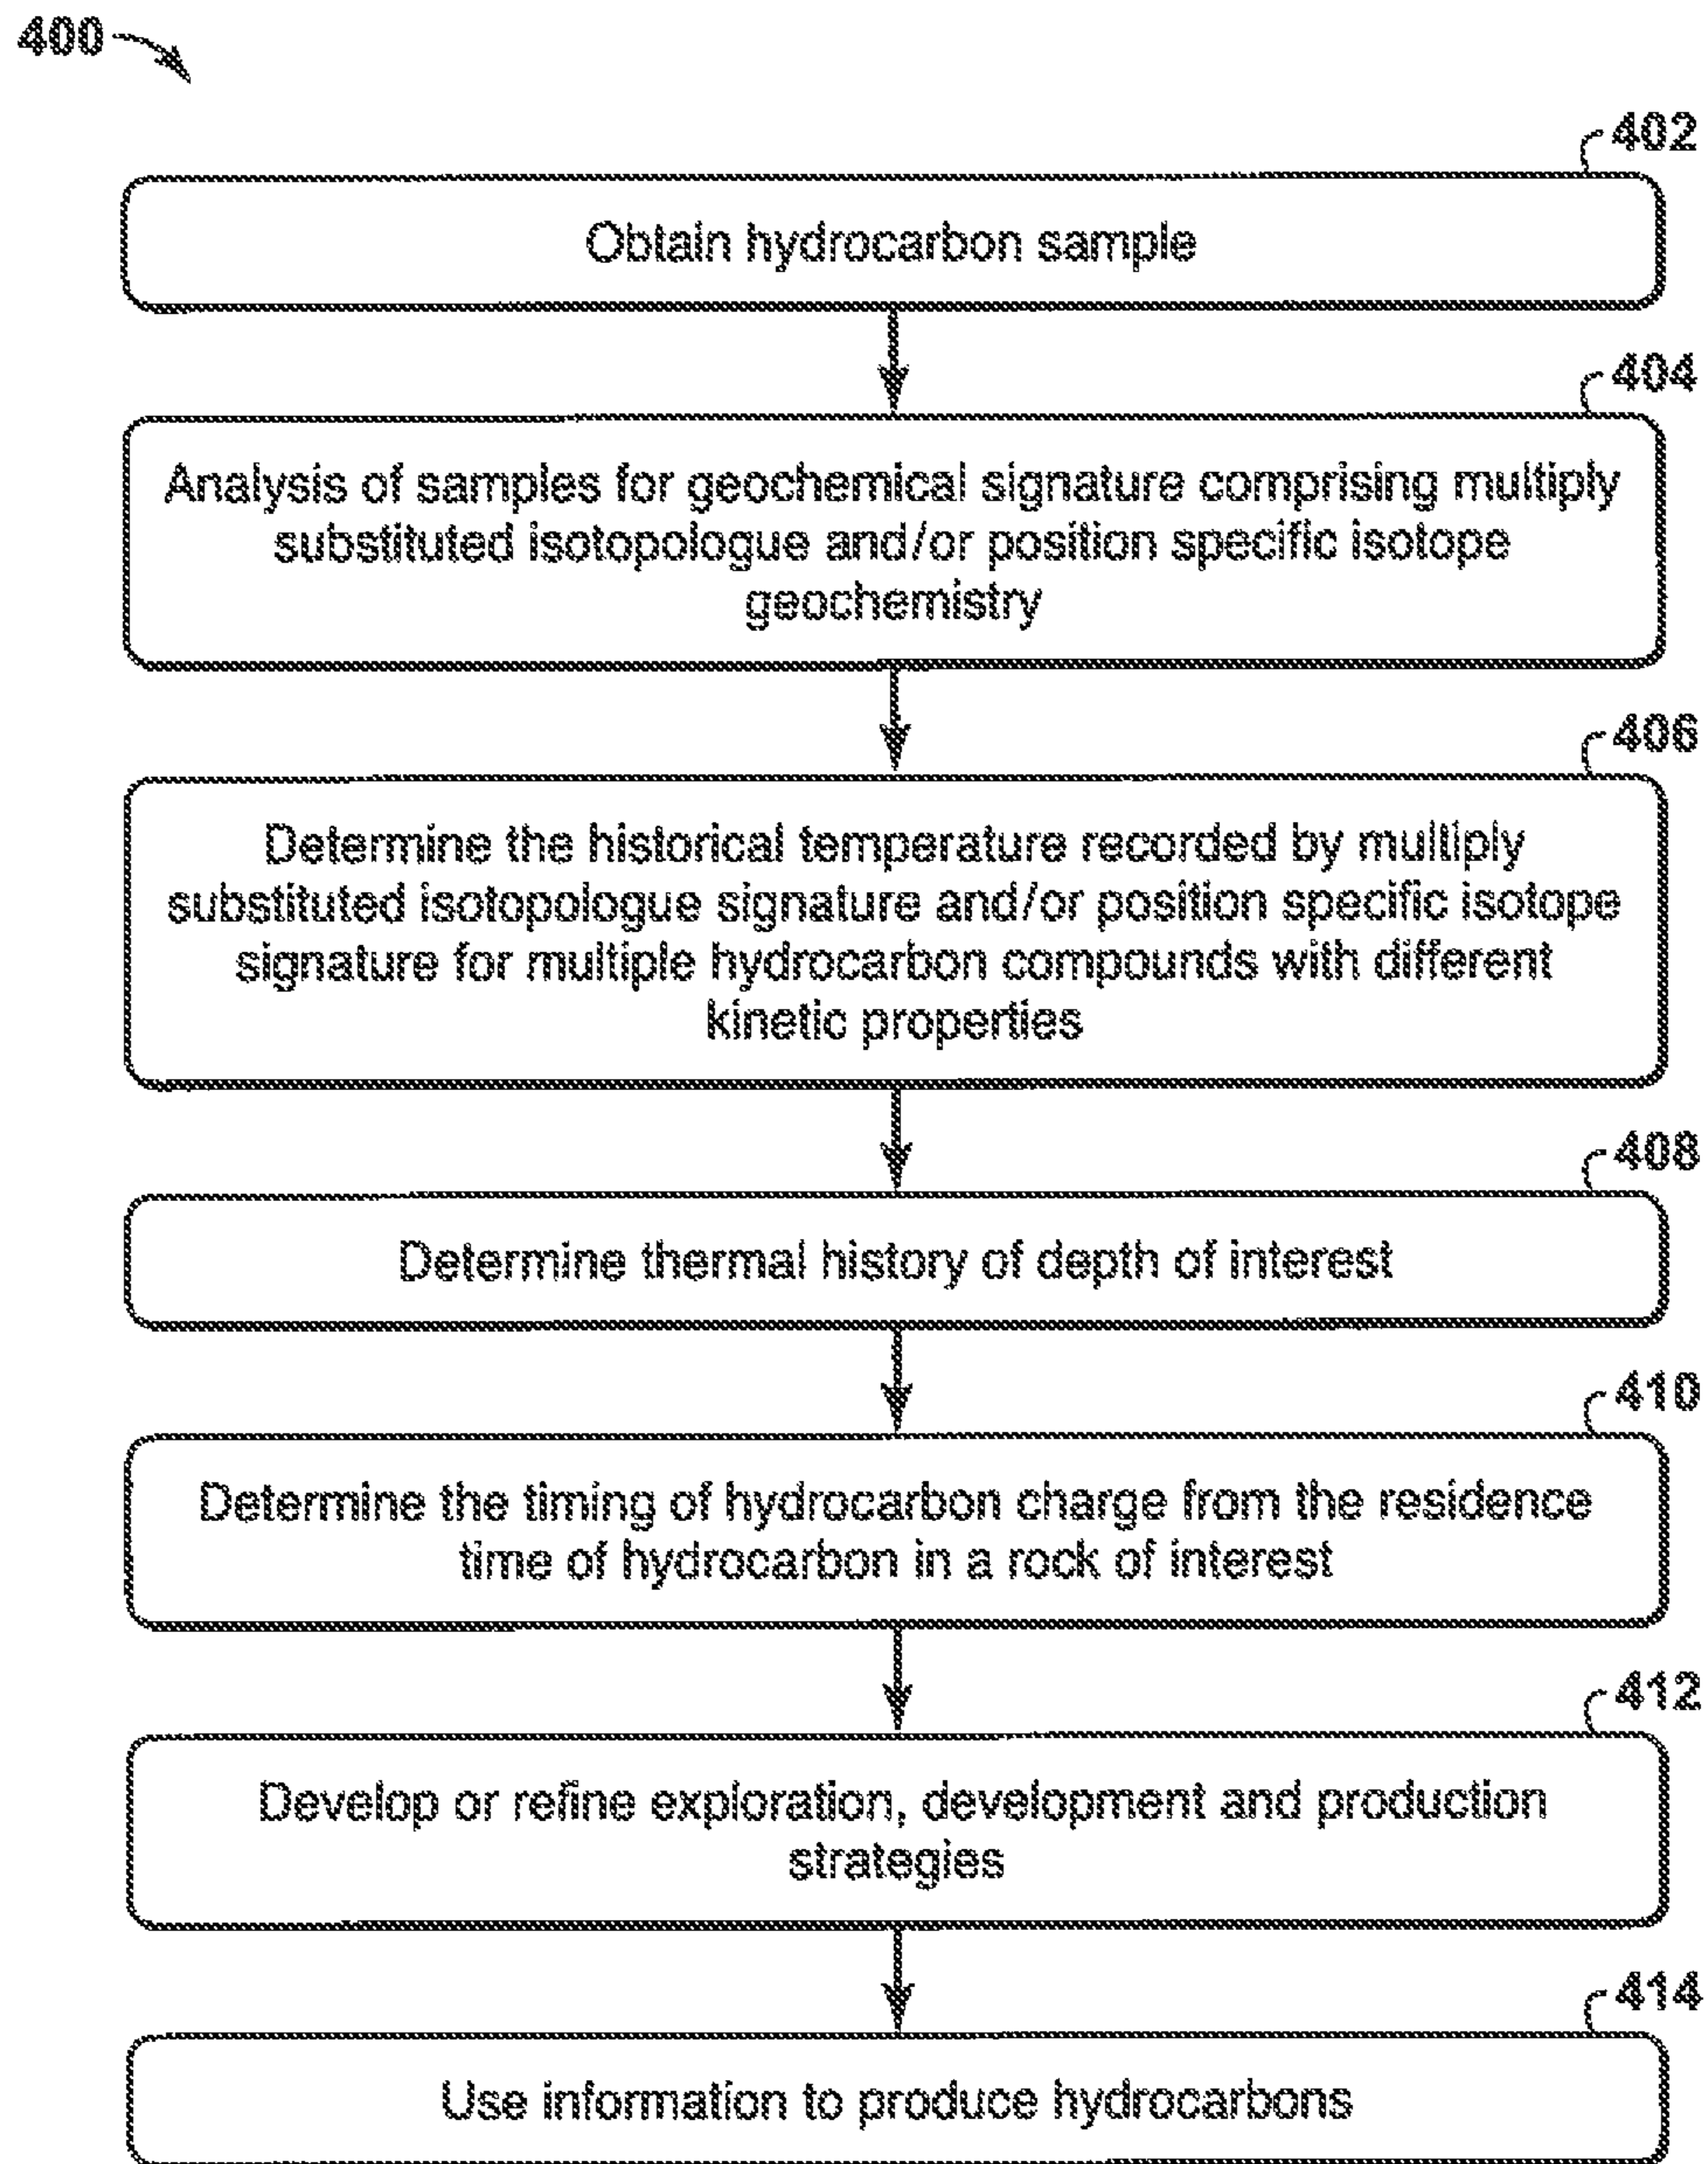 400
402
Obtain hydrocarbon sample
404
Analysis of samples for geochemical signature comprising multiply
substituted isotopologue and/or position specific isotope
geochemistry
406
Determine the historical temperature recorded by multiply
substituted isotopologue signature and/or position specific isotope
signature for multiple hydrocarbon compounds with different
kinetic properties
408
Determine thermal history of depth of interest
410
Determine the timing of hydrocarbon charge from the residence
time of hydrocarbon in a rock of interest
412
Develop or refine exploration, development and production
strategies
414
Use information to produce hydrocarbons